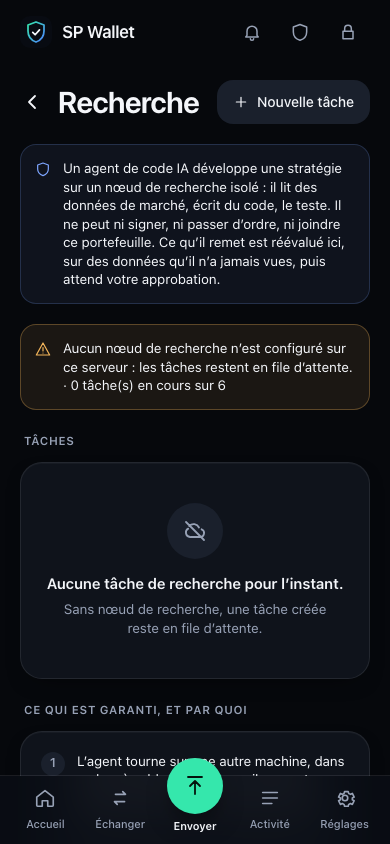 SP Wallet
Recherche
+ Nouvelle tâche
Un agent de code IA développe une stratégie
sur un nœud de recherche isolé : il lit des
données de marché, écrit du code, le teste. Il
ne peut ni signer, ni passer d’ordre, ni joindre
ce portefeuille. Ce qu’il remet est réévalué ici,
sur des données qu’il n’a jamais vues, puis
attend votre approbation.
Aucun nœud de recherche n’est configuré sur
ce serveur : les tâches restent en file d’attente.
· 0 tâche(s) en cours sur 6
TÂCHES
Aucune tâche de recherche pour l’instant.
Sans nœud de recherche, une tâche créée
reste en file d’attente.
CE QUI EST GARANTI, ET PAR QUOI
1
L’agent tourne autre machine, dans
Accueil
Échanger
Envoyer
Activité
Réglages